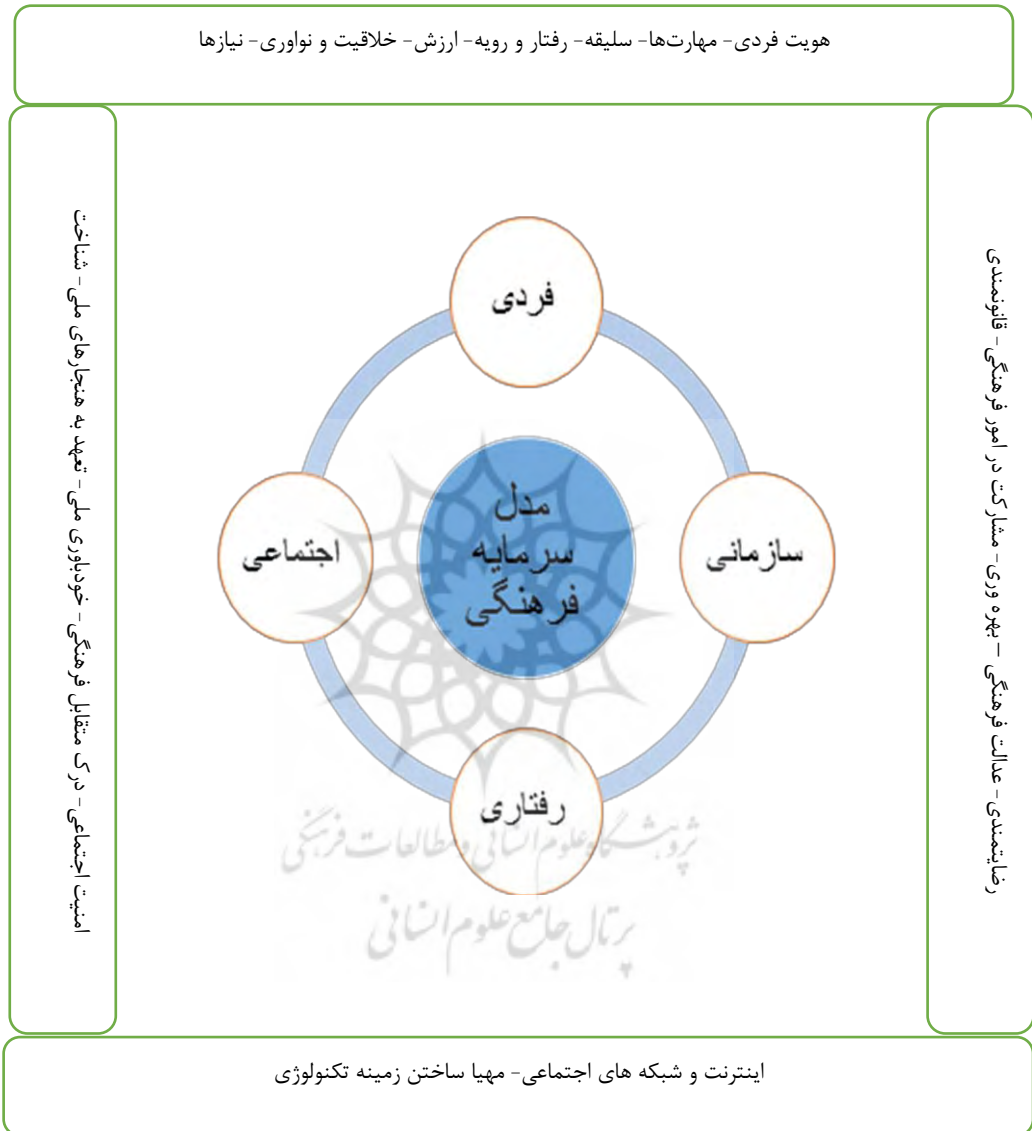 هویت فردی- مهارت‌ها- سلیقه- رفتار و رویه- ارزش- خلاقیت و نواوری- نیازها
رضایتمندی- عدالت فرهنگی – بهره وری- مشارکت در امور فرهنگی- قانونمندی
فردی
سازمانی
مدل
سرمایه
فرهنگی
اجتماعی
رفتاری
امنیت اجتماعی- درک متقابل فرهنگی- خودباوری ملی- تعهد به هنجارهای ملی- شناخت
پژوهشگاه علوم انسانی و مطالعات فرهنگی
پرتال جامع علوم انسانی
اینترنت و شبکه های اجتماعی- مهیا ساختن زمینه تکنولوژی